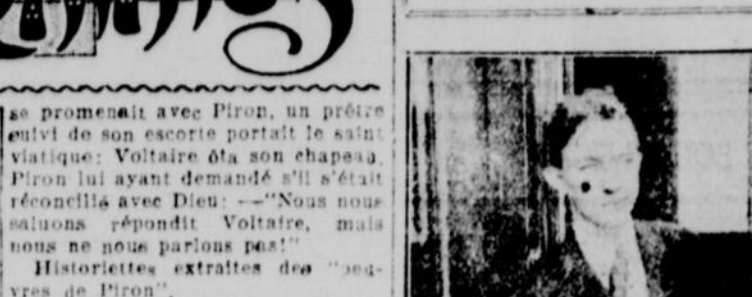 se promenait avec Piron, un prêtre
suivi de son escorte portait le saint
viatique; Voltaire ôta son chapeau.
Piron lui ayant demandé s'il s'était
réconcilié avec Dieu: —"Nous nous
saluons répondit Voltaire, mais
nous ne nous parlons pas!"
Historiettes extraites des "oeu-
vres de Piron".